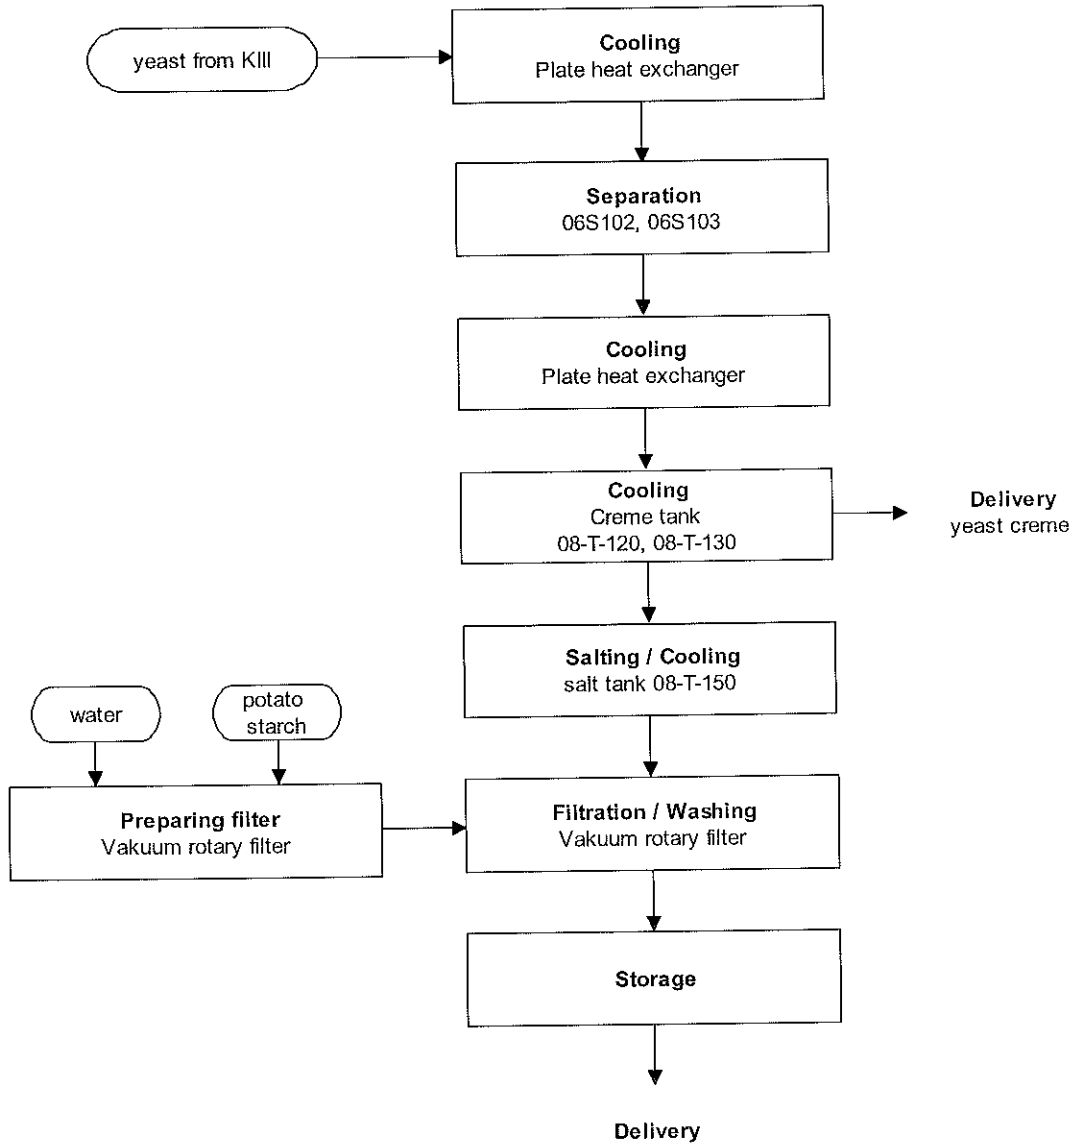 yeast from KIII
Cooling
Plate heat exchanger
Separation
06S102, 06S103
Cooling
Plate heat exchanger
Cooling
Creme tank
08-T-120, 08-T-130
Delivery
yeast creme
Salting / Cooling
salt tank 08-T-150
water
potato
starch
Preparing filter
Vakuum rotary filter
Filtration / Washing
Vakuum rotary filter
Storage
Delivery